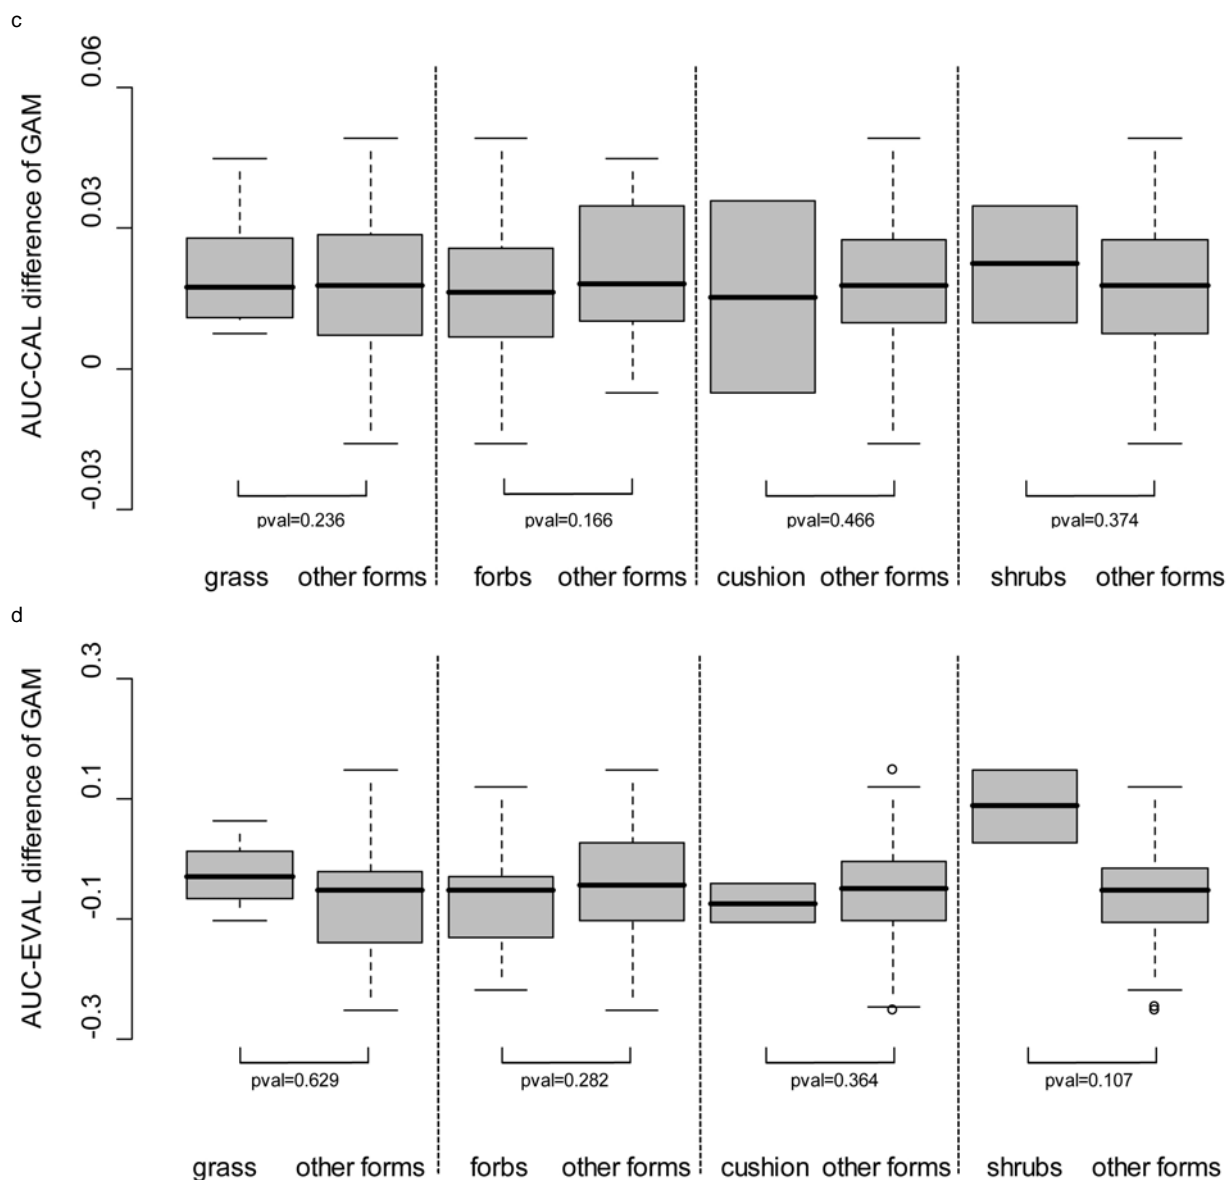 c
AUC-CAL difference of GAM
0.06
0.03
0
-0.03
pval=0.236 pval=0.166 pval=0.466 pval=0.374
grass other forms forbs other forms cushion other forms shrubs other forms
d
AUC-EVAL difference of GAM
0.3
0.1
-0.1
-0.3
pval=0.629 pval=0.282 pval=0.364 pval=0.107
grass other forms forbs other forms cushion other forms shrubs other forms